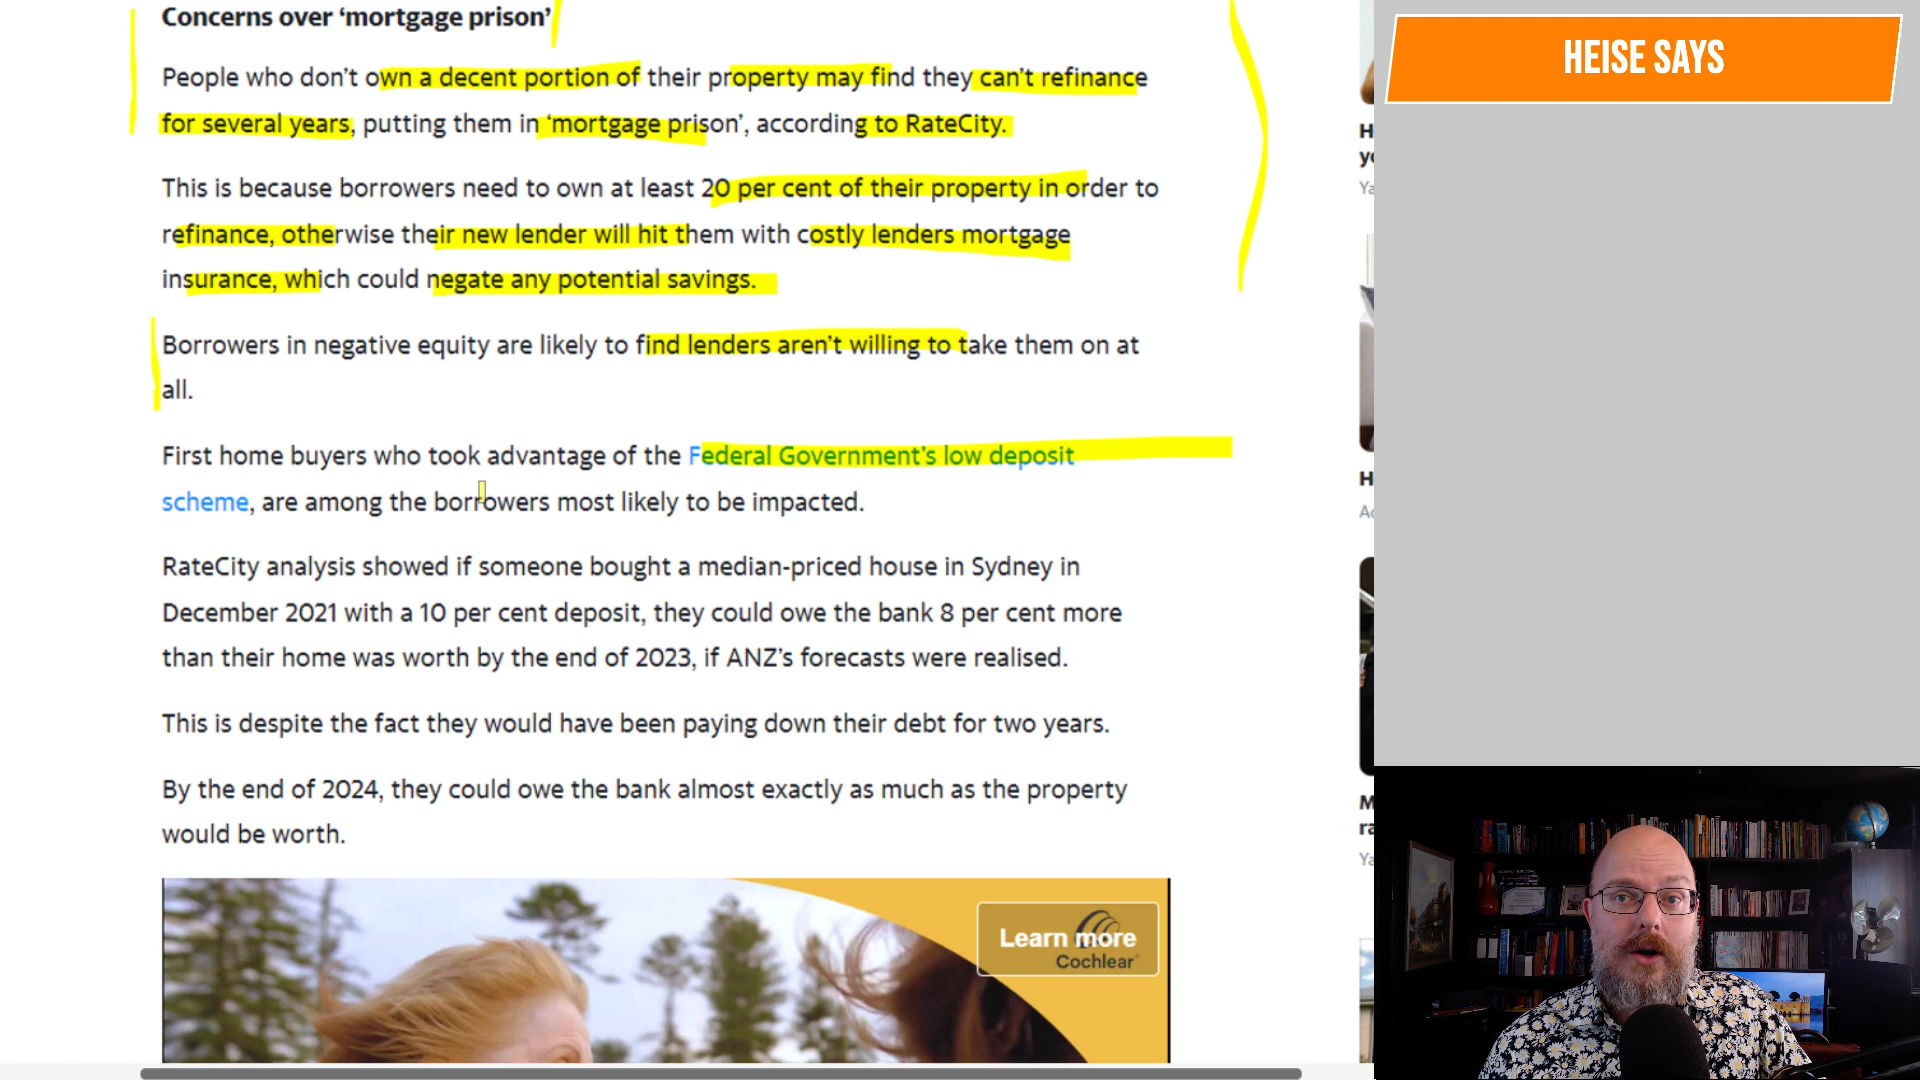 Concerns over ‘mortgage prison’
People who don’t own a decent portion of their property may find they can’t refinance
for several years, putting them in ‘mortgage prison’, according to RateCity.
This is because borrowers need to own at least 20 per cent of their property in order to
refinance, otherwise their new lender will hit them with costly lenders mortgage
insurance, which could negate any potential savings.
Borrowers in negative equity are likely to find lenders aren’t willing to take them on at
all.
First home buyers who took advantage of the Federal Government’s low deposit
scheme, are among the borrowers most likely to be impacted.
RateCity analysis showed if someone bought a median-priced house in Sydney in
December 2021 with a 10 per cent deposit, they could owe the bank 8 per cent more
than their home was worth by the end of 2023, if ANZ’s forecasts were realised.
This is despite the fact they would have been paying down their debt for two years.
By the end of 2024, they could owe the bank almost exactly as much as the property
would be worth.
Learn more
Cochlear
HEISE SAYS